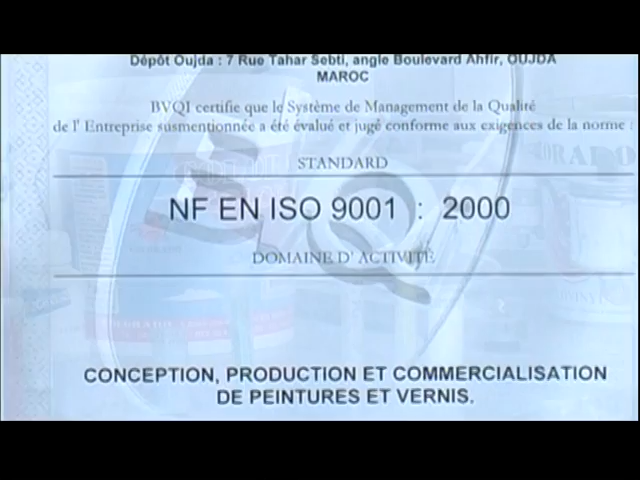 Dépôt Oujda : 7 Rue Tahar Sebti, angle Boulevard Ahfir, OUJDA
MAROC
BVQI certifie que le Système de Management de la Qualité
de l' Entreprise susmentionnée a été évalué et jugé conforme aux exigences de la norme :
STANDARD
NF EN ISO 9001 : 2000
DOMAINE D' ACTIVITÉ
CONCEPTION, PRODUCTION ET COMMERCIALISATION
DE PEINTURES ET VERNIS.